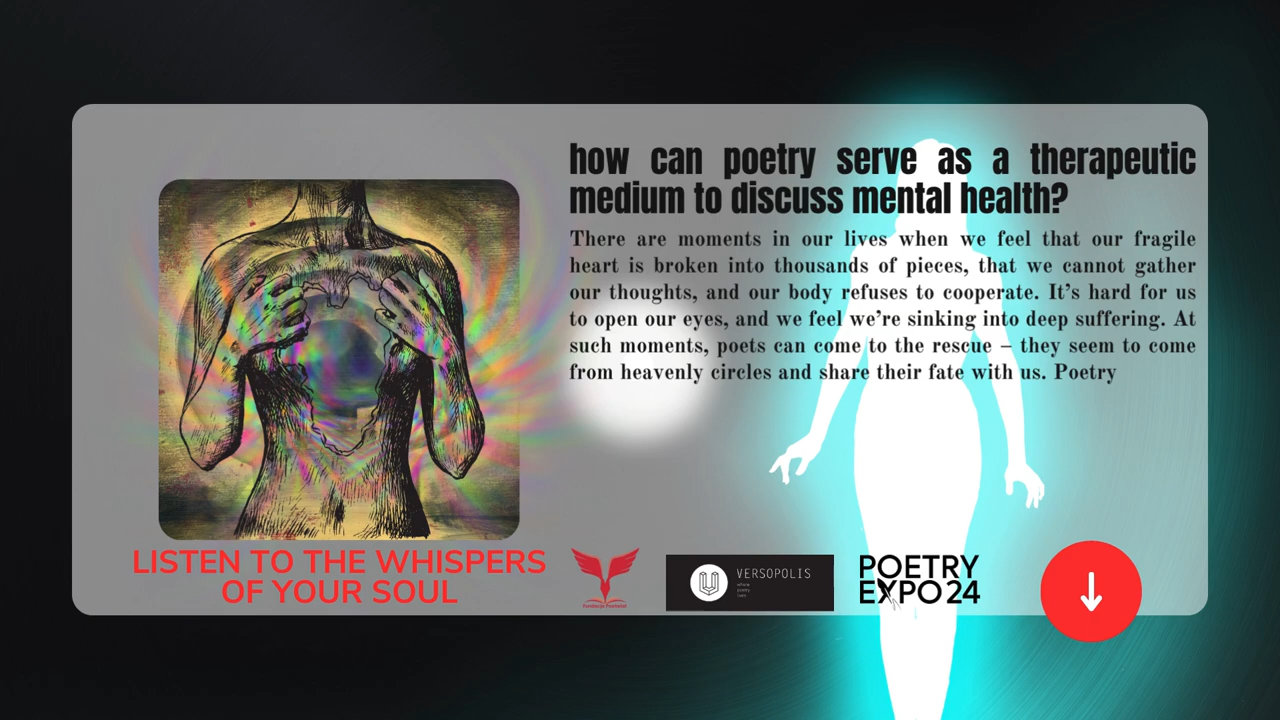 how can poetry serve as a therapeutic
medium to discuss mental health?
There are moments in our lives when we feel that our fragile
heart is broken into thousands of pieces, that we cannot gather
our thoughts, and our body refuses to cooperate. It’s hard for us
to open our eyes, and we feel we’re sinking into deep suffering. At
such moments, poets can come to the rescue – they seem to come
from heavenly circles and share their fate with us. Poetry
LISTEN TO THE WHISPERS
OF YOUR SOUL
VERSOPOLIS
where
poetry
lives
POETRY
EXPO24